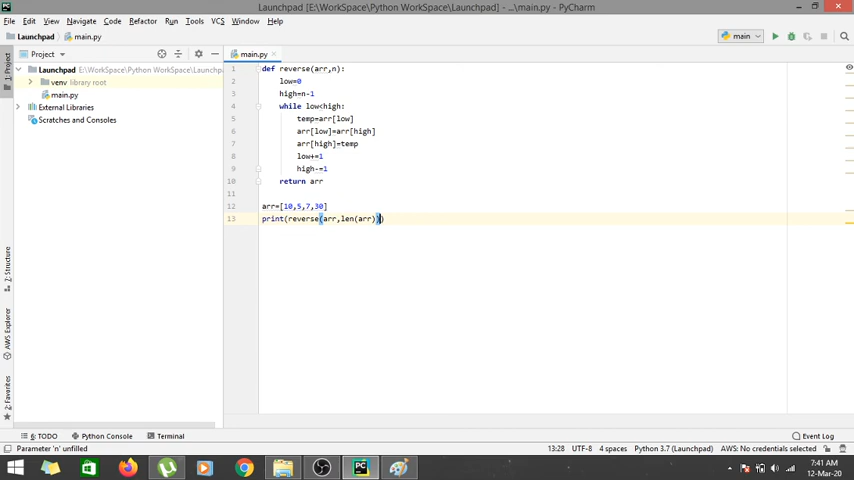 Launchpad [E:\WorkSpace\Python WorkSpace\Launchpad] - ...\main.py - PyCharm
File Edit View Navigate Code Refactor Run Tools VCS Window Help
Launchpad main.py main
Project main.py
1: Project
Launchpad E:\WorkSpace\Python WorkSpace\Launchp
venv library root
main.py
External Libraries
Scratches and Consoles
1 def reverse(arr,n):
2 low=0
3 high=n-1
4 while low<high:
5 temp=arr[low]
6 arr[low]=arr[high]
7 arr[high]=temp
8 low+=1
9 high-=1
10 return arr
11
12 arr=[10,5,7,30]
13 print(reverse(arr,len(arr)))
Z: Structure
AWS Explorer
2: Favorites
6: TODO Python Console Terminal Event Log
Parameter 'n' unfilled 13:28 UTF-8 4 spaces Python 3.7 (Launchpad) AWS: No credentials selected
PC
7:41 AM
12-Mar-20